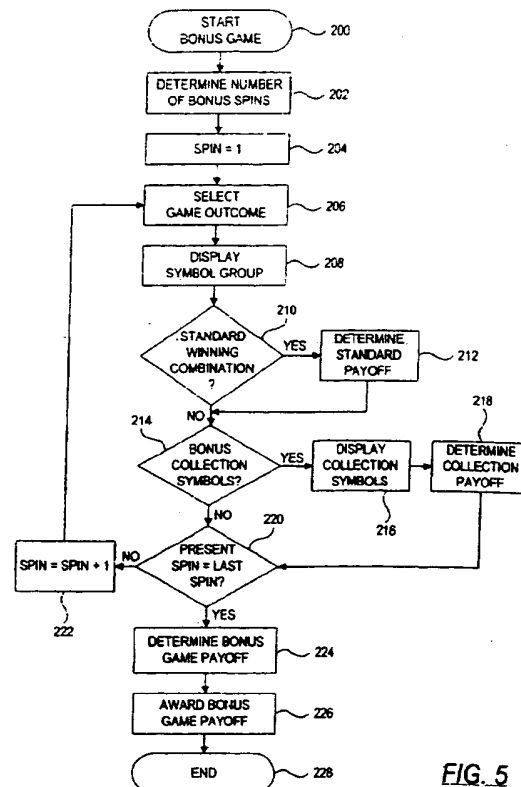 START
BONUS GAME
200
DETERMINE NUMBER
OF BONUS SPINS
202
SPIN = 1
204
SELECT
GAME OUTCOME
206
DISPLAY
SYMBOL GROUP
208
210
STANDARD
WINNING
COMBINATION
?
YES
DETERMINE
STANDARD
PAYOFF
212
NO
214
BONUS
COLLECTION
SYMBOLS?
YES
DISPLAY
COLLECTION
SYMBOLS
216
218
DETERMINE
COLLECTION
PAYOFF
NO
220
PRESENT
SPIN = LAST
SPIN?
NO
SPIN = SPIN + 1
222
YES
DETERMINE BONUS
GAME PAYOFF
224
AWARD BONUS
GAME PAYOFF
226
END
228
FIG. 5